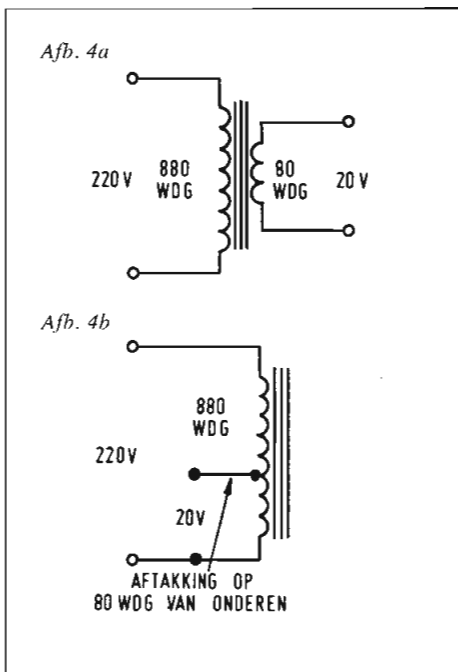 Afb. 4a
220 V
880
WDG
80
WDG
20 V
Afb. 4b
880
WDG
220V
20V
AFTAKKING OP
80 WDG VAN ONDEREN